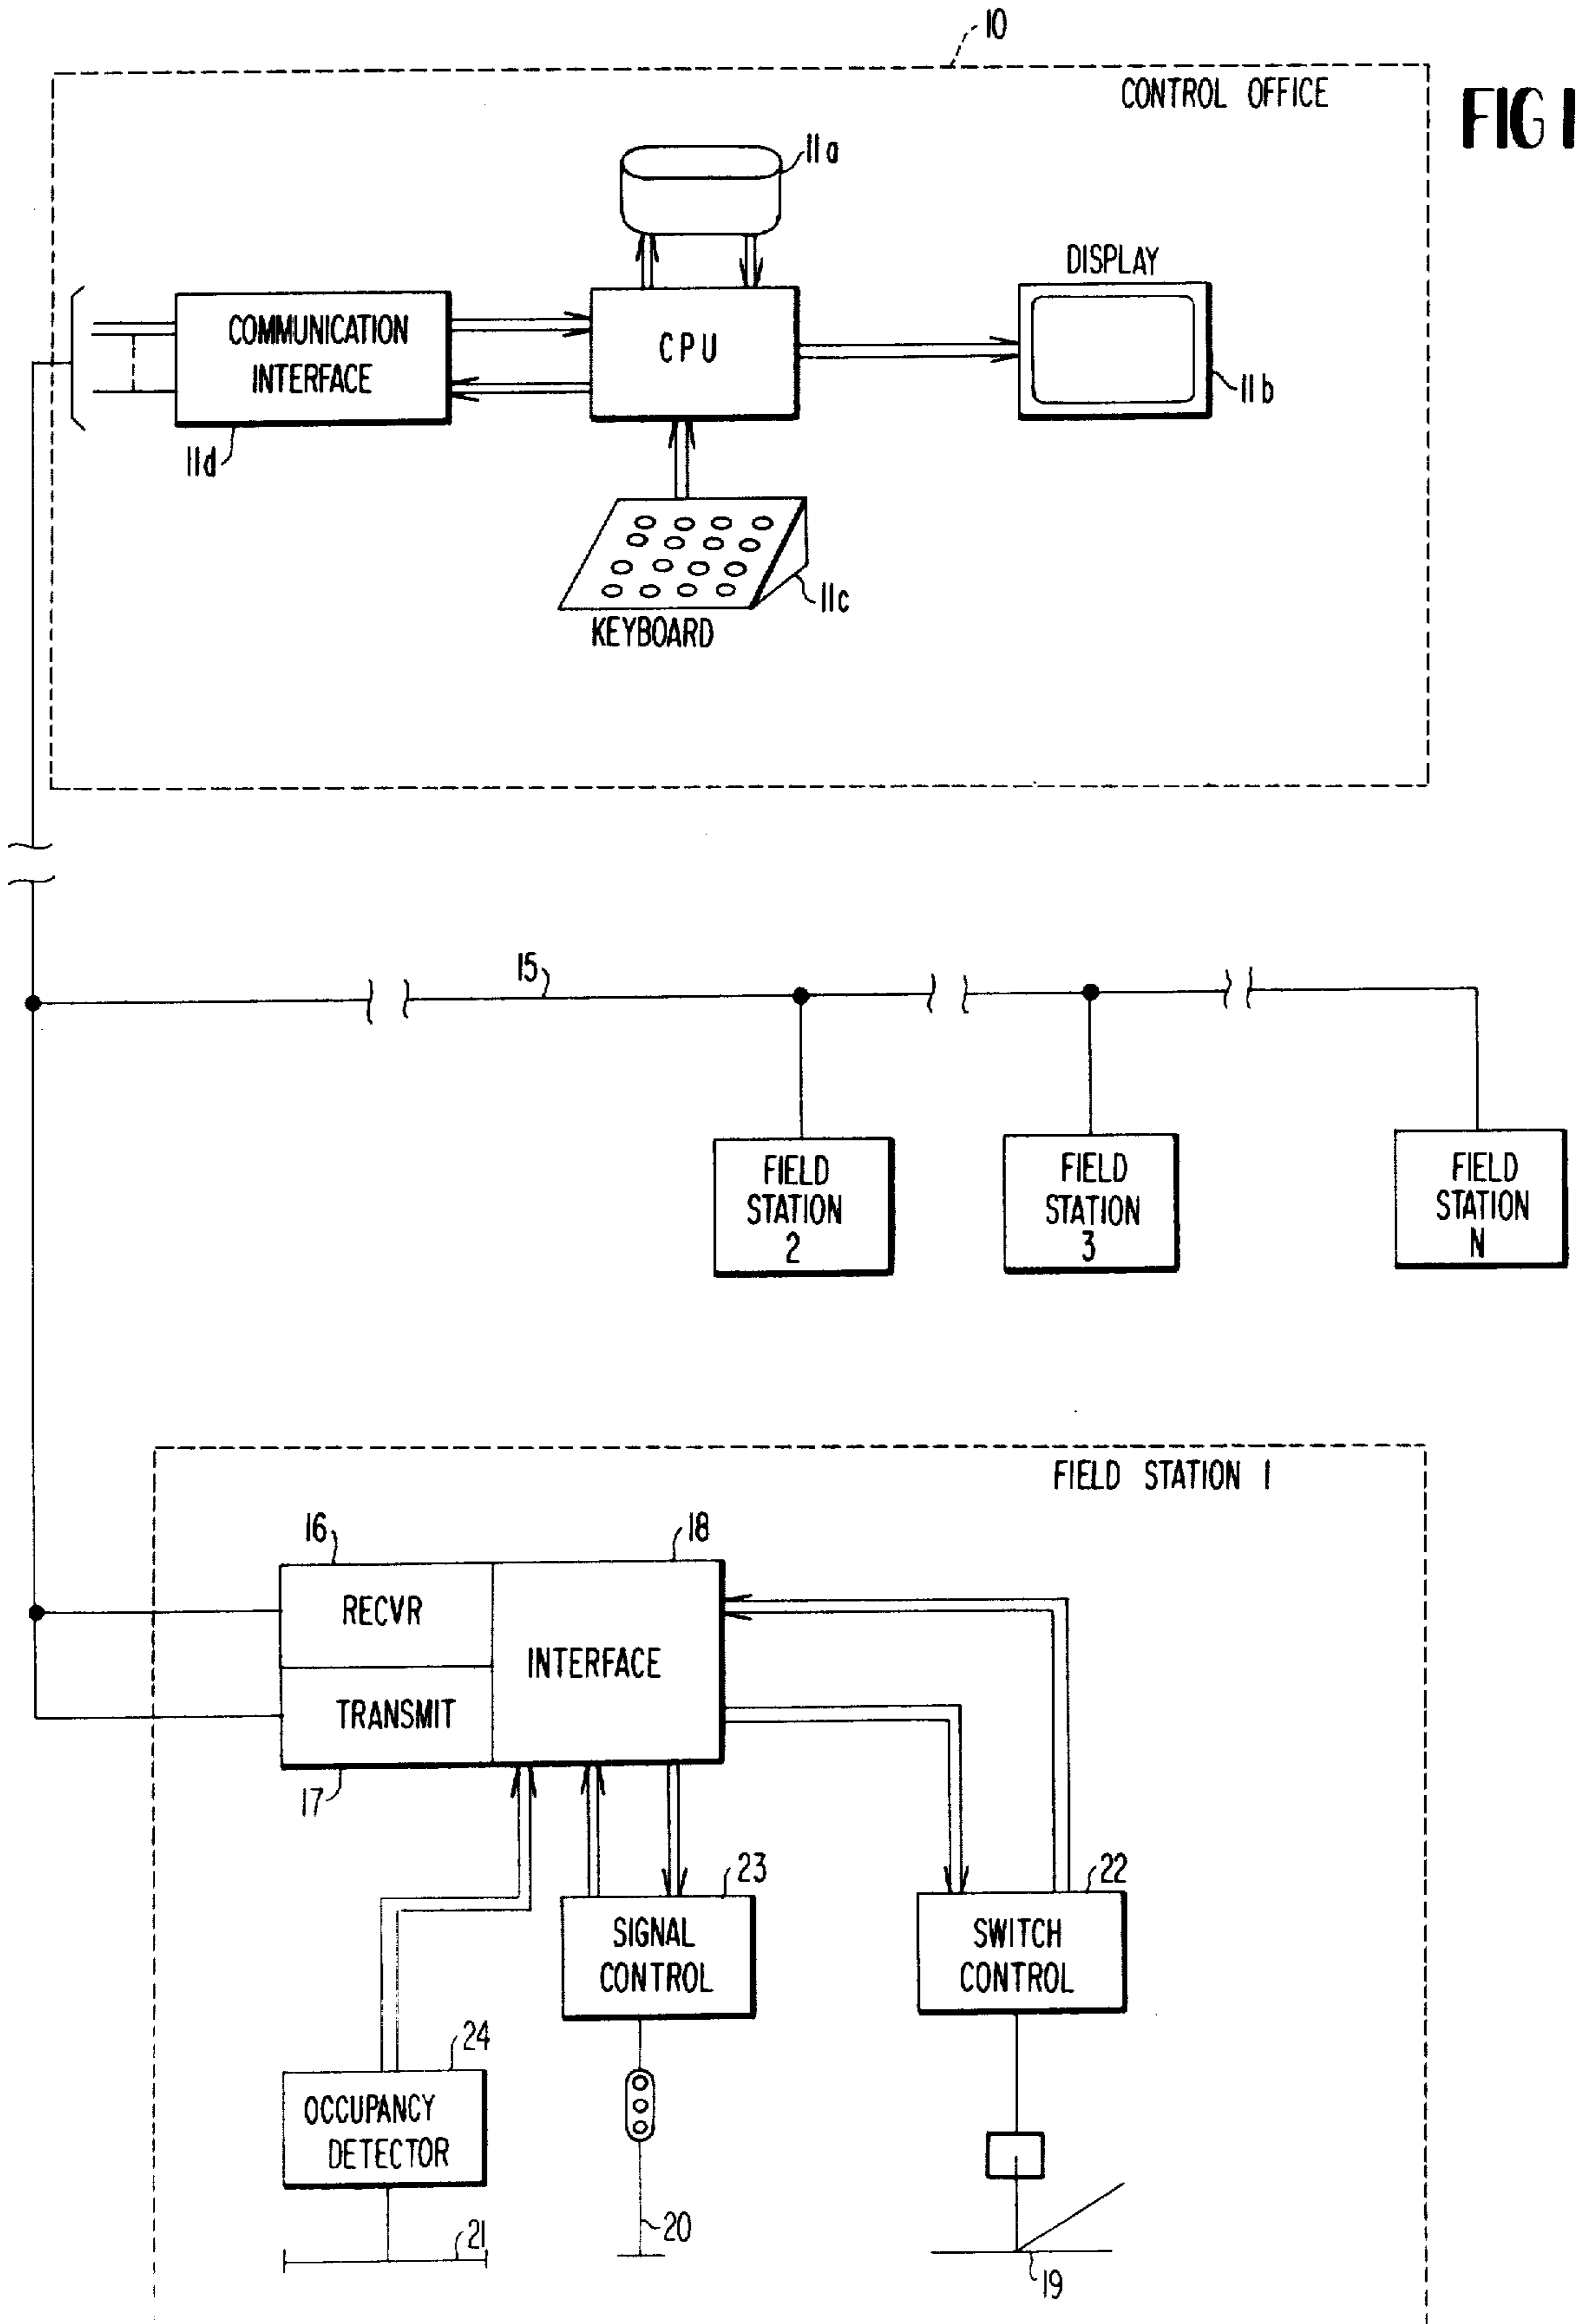 10
CONTROL OFFICE
FIG 1
11a
DISPLAY
COMMUNICATION
INTERFACE
CPU
11b
11d
11c
KEYBOARD
15
FIELD
STATION
2
FIELD
STATION
3
FIELD
STATION
N
FIELD STATION 1
16
18
RECVR
INTERFACE
TRANSMIT
17
23
22
SIGNAL
CONTROL
SWITCH
CONTROL
24
OCCUPANCY
DETECTOR
21
20
19